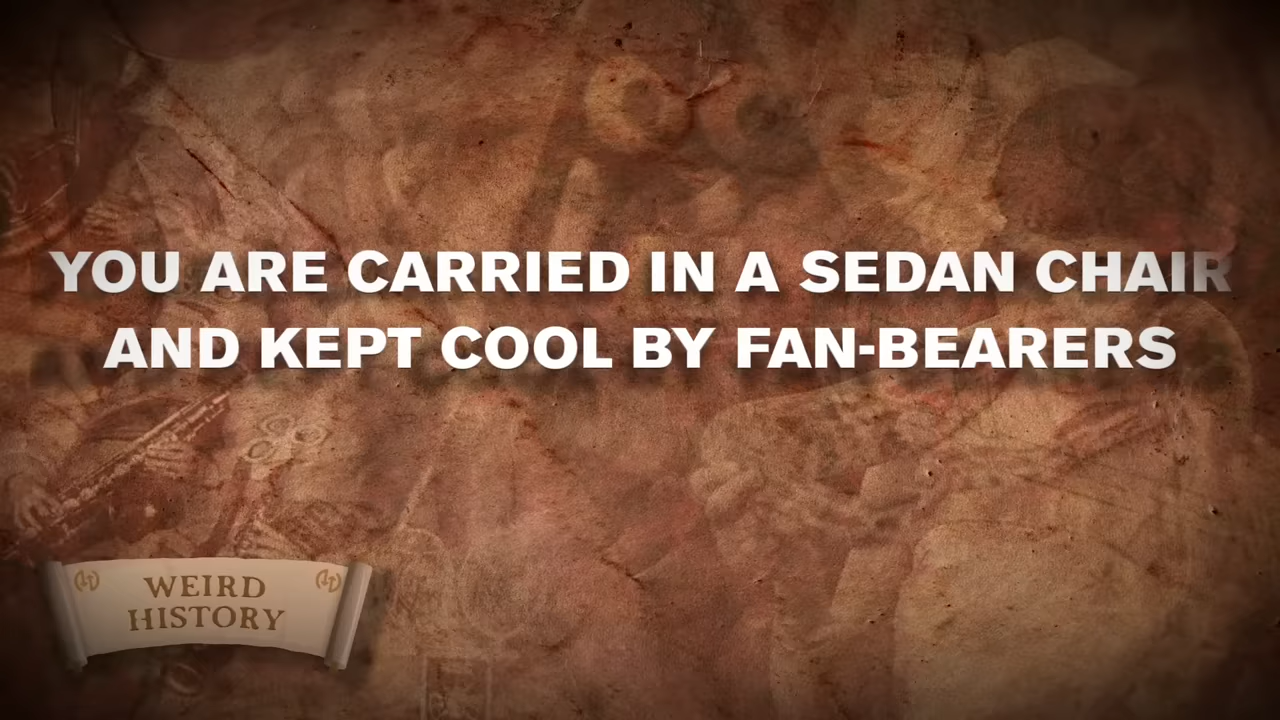 YOU ARE CARRIED IN A SEDAN CHAIR
AND KEPT COOL BY FAN-BEARERS
WEIRD
HISTORY